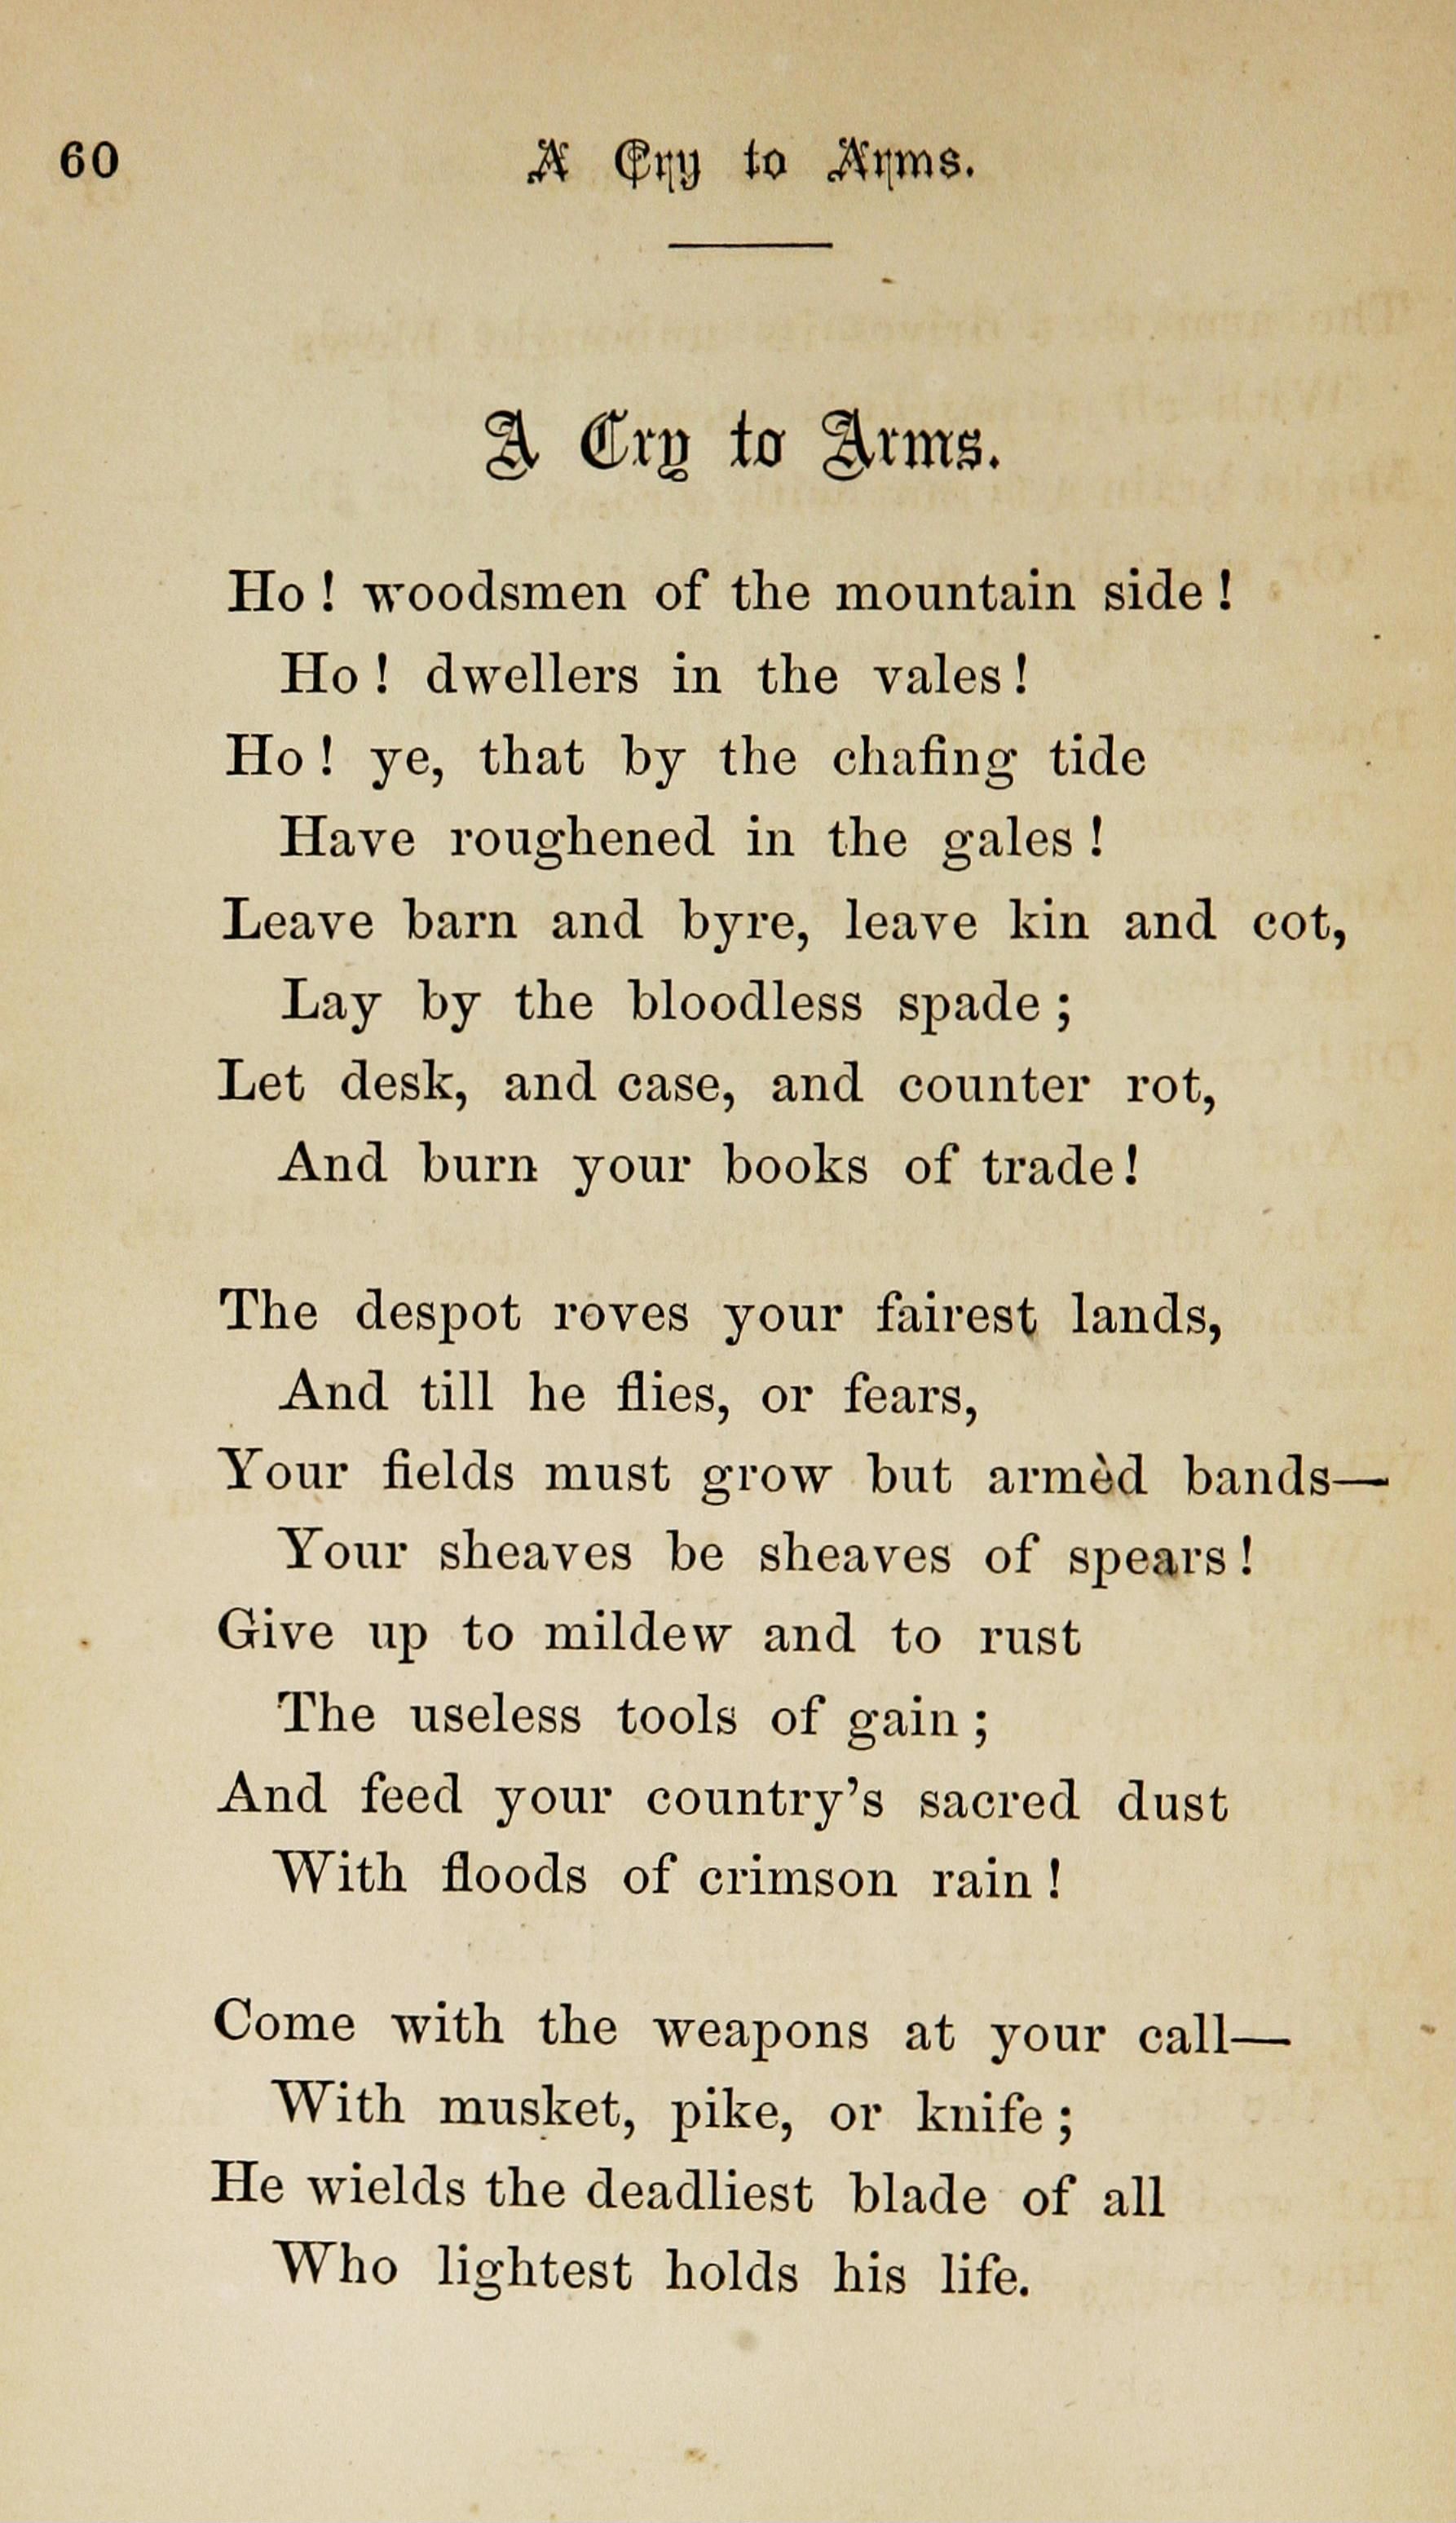 60
A Cry to Arms.
A Cry to Arms.
Ho! woodsmen of the mountain side!
Ho! dwellers in the vales!
Ho! ye, that by the chafing tide
Have roughened in the gales!
Leave barn and byre, leave kin and cot,
Lay by the bloodless spade;
Let desk, and case, and counter rot,
And burn your books of trade!
The despot roves your fairest lands,
And till he flies, or fears,
Your fields must grow but armèd bands—
Your sheaves be sheaves of spears!
Give up to mildew and to rust
The useless tools of gain;
And feed your country's sacred dust
With floods of crimson rain!
Come with the weapons at your call—
With musket, pike, or knife;
He wields the deadliest blade of all
Who lightest holds his life.